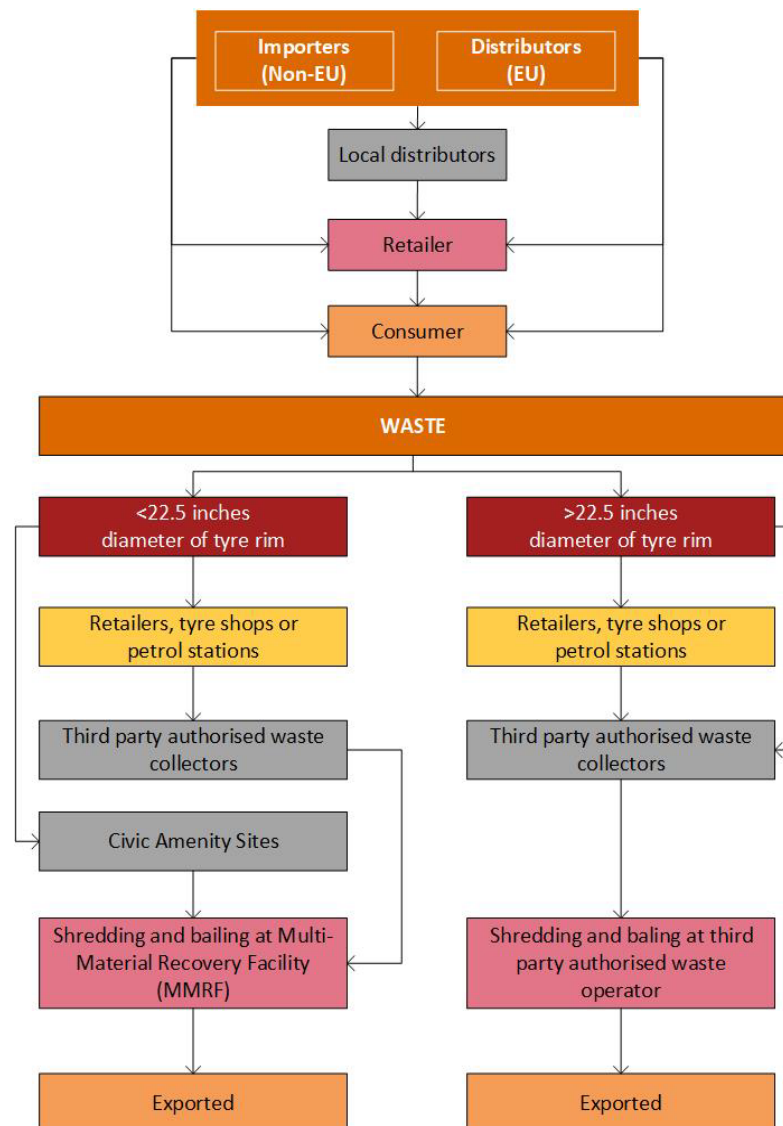 Importers
(Non-EU)
Distributors
(EU)
Local distributors
Retailer
Consumer
WASTE
<22.5 inches
diameter of tyre rim
>22.5 inches
diameter of tyre rim
Retailers, tyre shops or
petrol stations
Retailers, tyre shops or
petrol stations
Third party authorised waste
collectors
Third party authorised waste
collectors
Civic Amenity Sites
Shredding and bailing at Multi-
Material Recovery Facility
(MMRF)
Shredding and baling at third
party authorised waste
operator
Exported
Exported